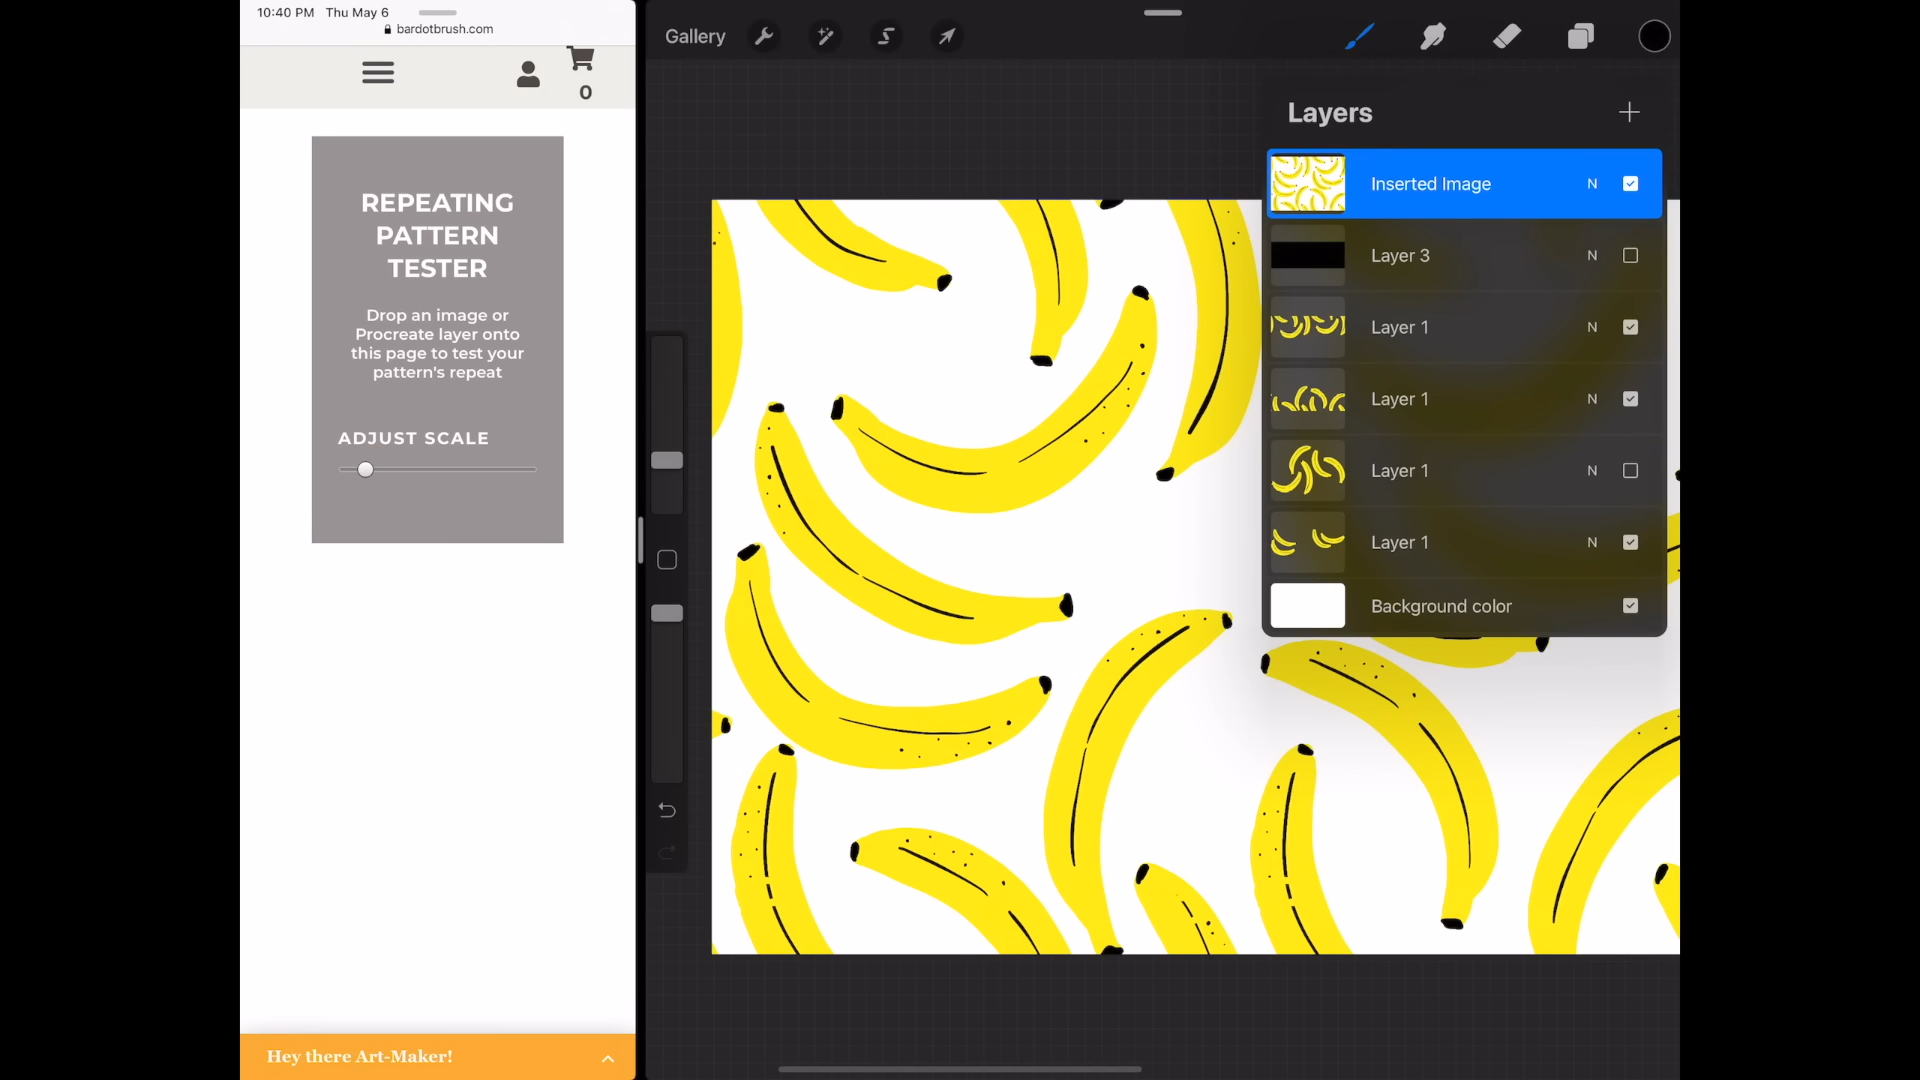 10:40 PM Thu May 6
bardotbrush.com
0
REPEATING
PATTERN
TESTER
Drop an image or
Procreate layer onto
this page to test your
pattern's repeat
ADJUST SCALE
Hey there Art-Maker!
Gallery
Layers
Inserted Image N
Layer 3 N
Layer 1 N
Layer 1 N
Layer 1 N
Layer 1 N
Background color